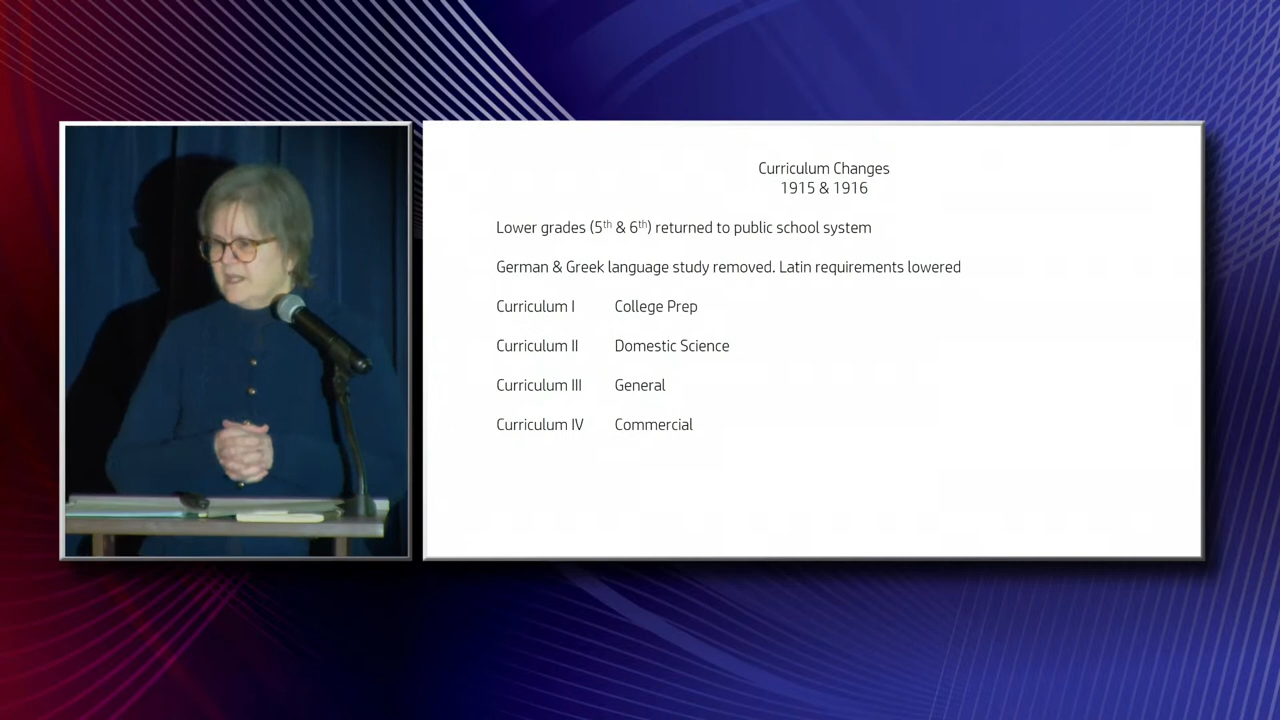 Curriculum Changes
1915 & 1916
Lower grades (5th & 6th) returned to public school system
German & Greek language study removed. Latin requirements lowered
Curriculum I College Prep
Curriculum II Domestic Science
Curriculum III General
Curriculum IV Commercial